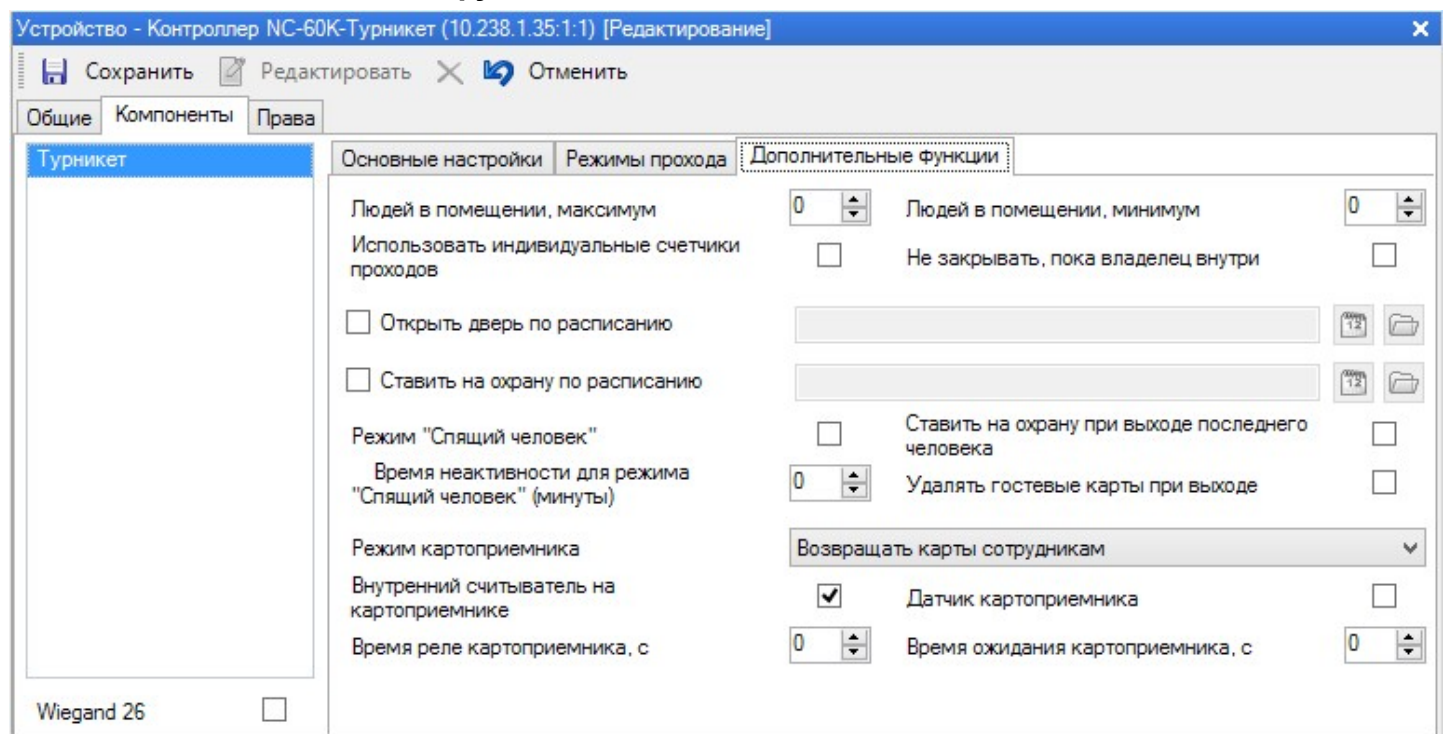 Устройство - Контроллер NC-60K-Турникет (10.238.1.35:1:1) [Редактирование]
Сохранить Редактировать Отменить
Общие Компоненты Права
Турникет
Основные настройки Режимы прохода Дополнительные функции
Людей в помещении, максимум 0 Людей в помещении, минимум 0
Использовать индивидуальные счетчики
проходов
Не закрывать, пока владелец внутри
Открыть дверь по расписанию
12
Ставить на охрану по расписанию
12
Режим "Спящий человек"
Ставить на охрану при выходе последнего
человека
Время неактивности для режима
"Спящий человек" (минуты)
0
Удалять гостевые карты при выходе
Режим картоприемника Возвращать карты сотрудникам
Внутренний считыватель на
картоприемнике
Датчик картоприемника
Время реле картоприемника, с 0 Время ожидания картоприемника, с 0
Wiegand 26